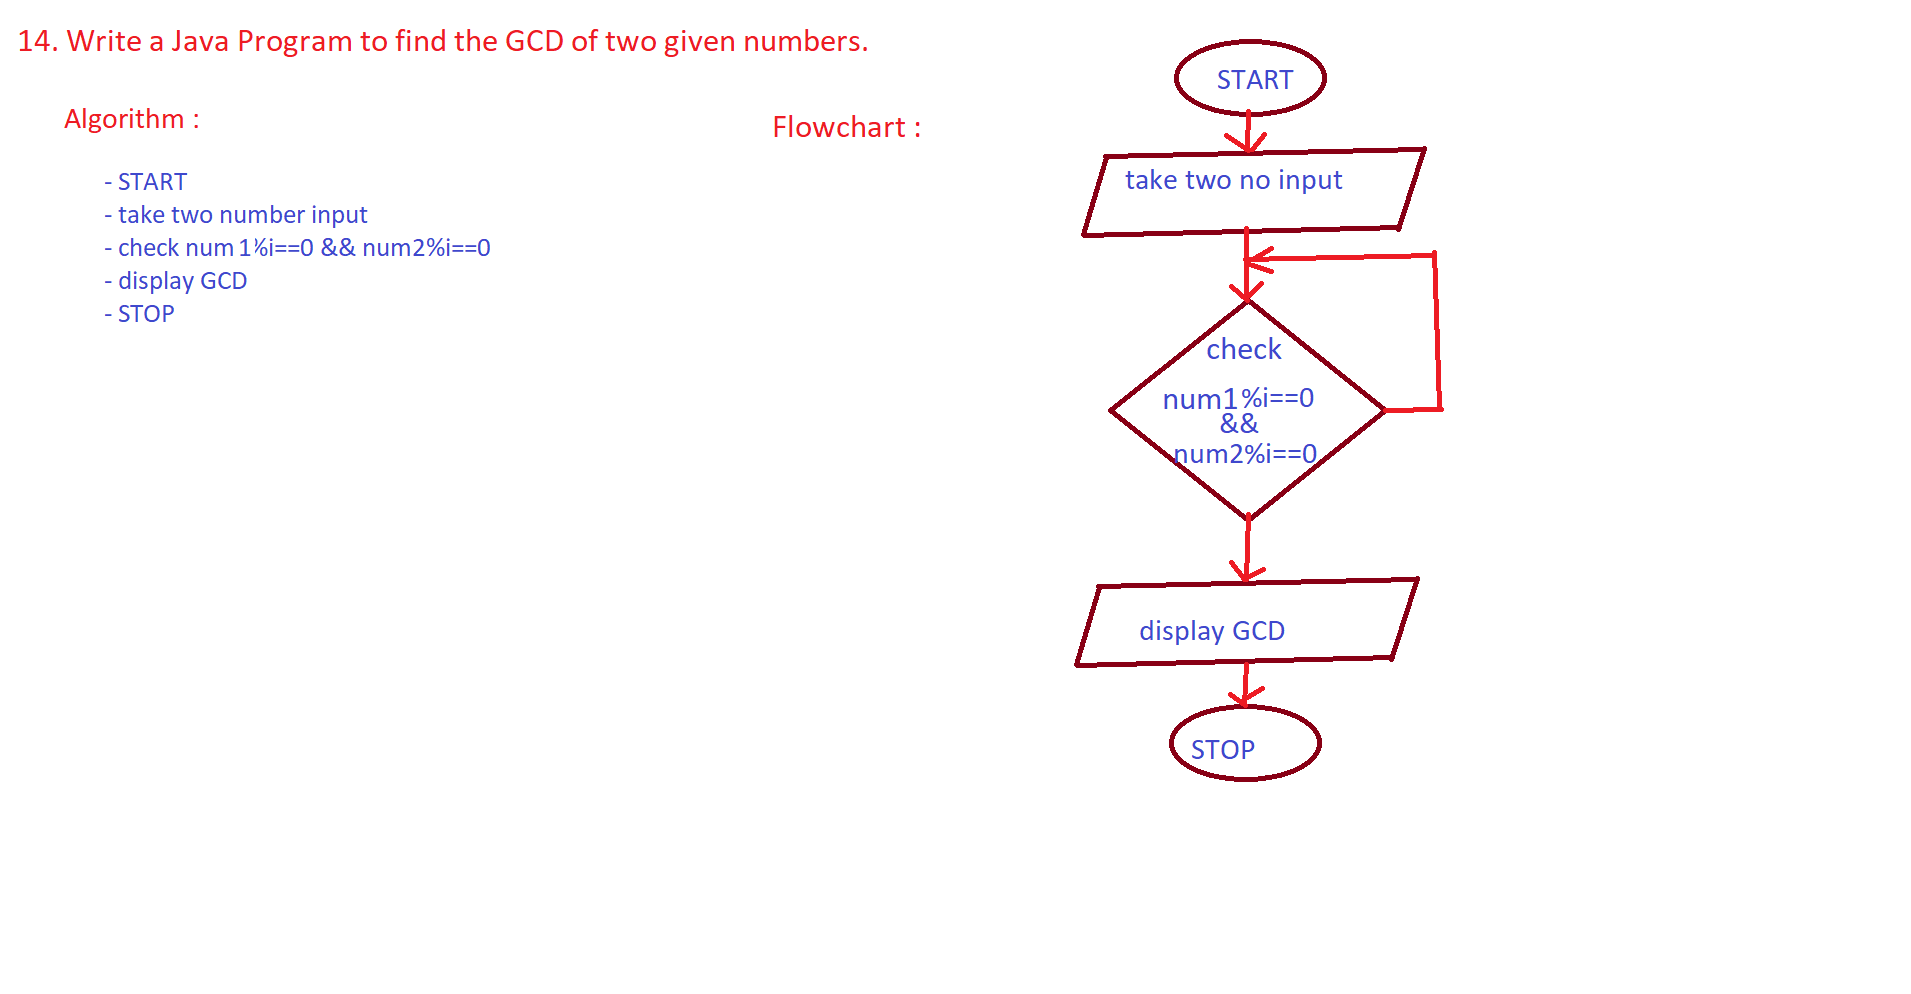 14. Write a Java Program to find the GCD of two given numbers.
Algorithm :
- START
- take two number input
- check num1%i==0 && num2%i==0
- display GCD
- STOP
Flowchart :
START
take two no input
check
num1%i==0
&&
num2%i==0
display GCD
STOP